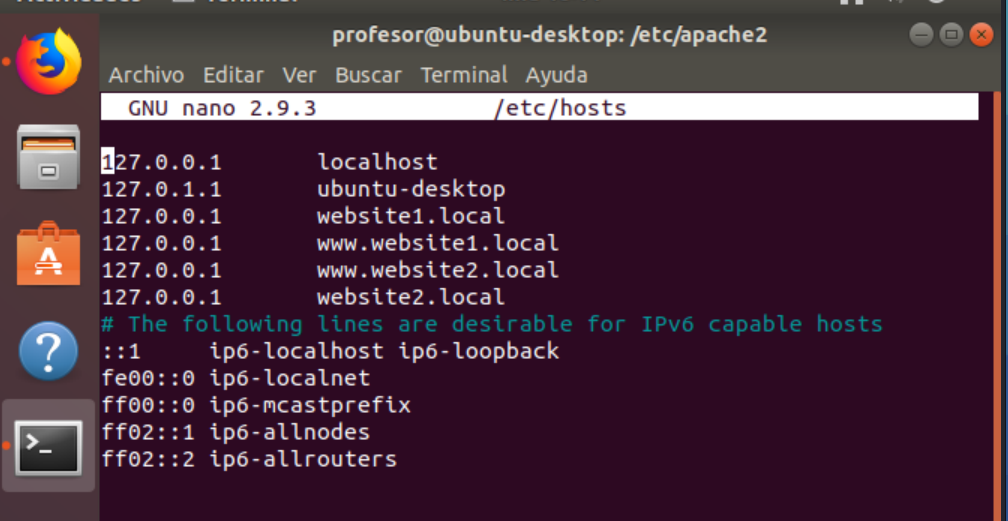 profesor@ubuntu-desktop: /etc/apache2
Archivo Editar Ver Buscar Terminal Ayuda
GNU nano 2.9.3 /etc/hosts
127.0.0.1 localhost
127.0.1.1 ubuntu-desktop
127.0.0.1 website1.local
127.0.0.1 www.website1.local
127.0.0.1 www.website2.local
127.0.0.1 website2.local
# The following lines are desirable for IPv6 capable hosts
::1 ip6-localhost ip6-loopback
fe00::0 ip6-localnet
ff00::0 ip6-mcastprefix
ff02::1 ip6-allnodes
ff02::2 ip6-allrouters